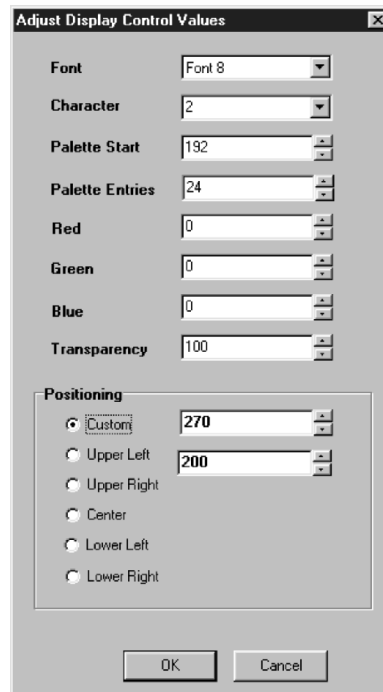 Adjust Display Control Values
Font Font 8
Character 2
Palette Start 192
Palette Entries 24
Red 0
Green 0
Blue 0
Transparency 100
Positioning
Custom 270
Upper Left 200
Upper Right
Center
Lower Left
Lower Right
OK Cancel